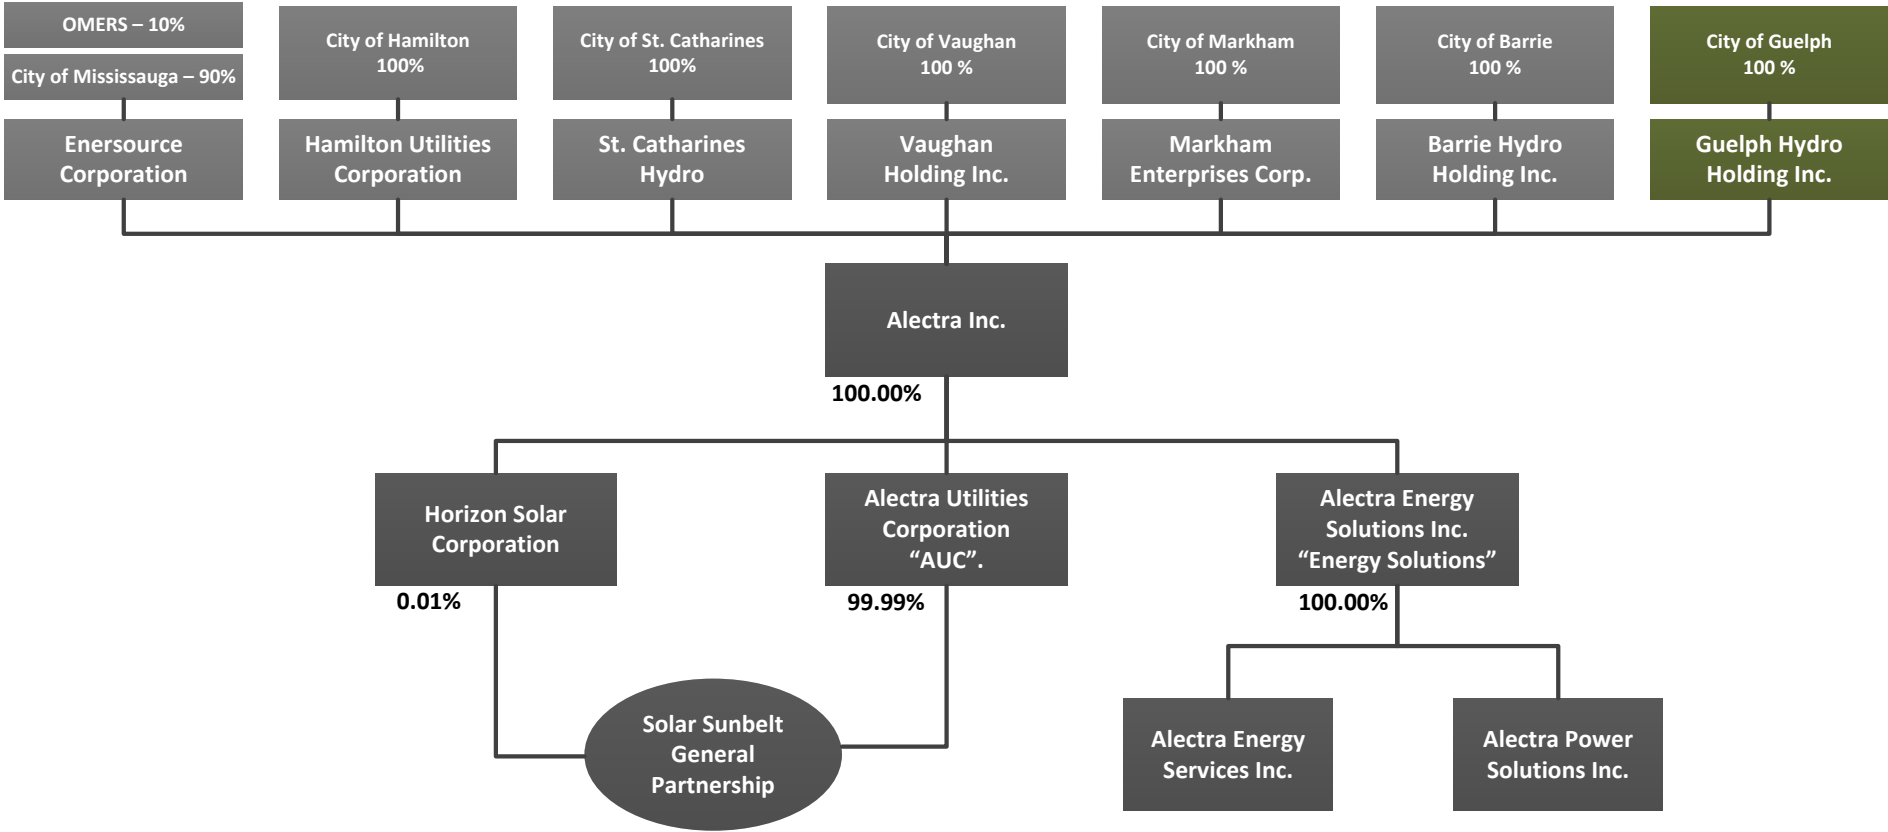 OMERS – 10%
City of Mississauga – 90%
Enersource
Corporation
City of Hamilton
100%
Hamilton Utilities
Corporation
City of St. Catharines
100%
St. Catharines
Hydro
City of Vaughan
100 %
Vaughan
Holding Inc.
City of Markham
100 %
Markham
Enterprises Corp.
City of Barrie
100 %
Barrie Hydro
Holding Inc.
City of Guelph
100 %
Guelph Hydro
Holding Inc.
Alectra Inc.
100.00%
Horizon Solar
Corporation
0.01%
Alectra Utilities
Corporation
“AUC”.
99.99%
Alectra Energy
Solutions Inc.
“Energy Solutions”
100.00%
Solar Sunbelt
General
Partnership
Alectra Energy
Services Inc.
Alectra Power
Solutions Inc.